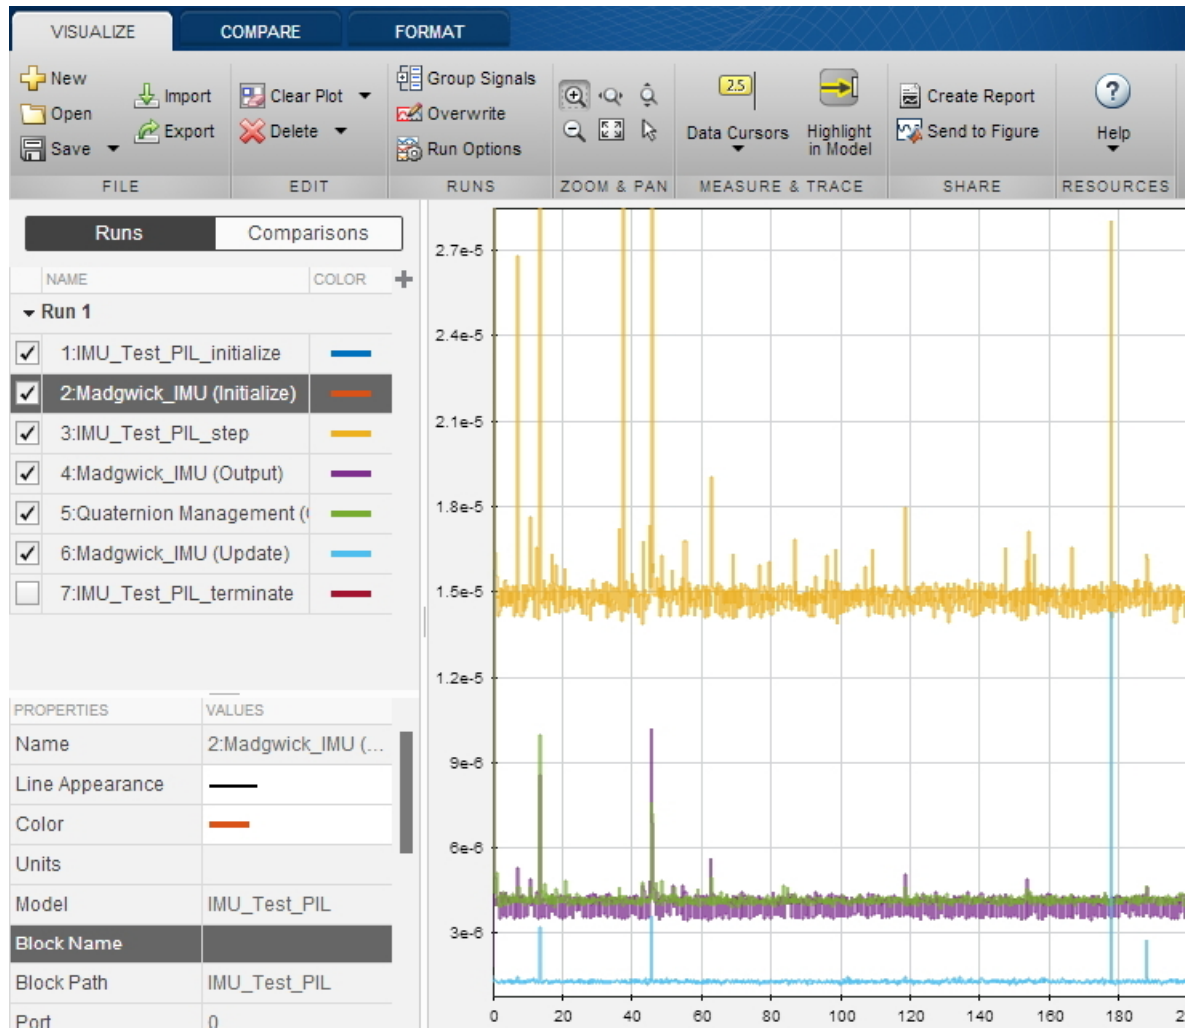 VISUALIZE COMPARE FORMAT
New Import Clear Plot Group Signals 2.5 Create Report ?
Open Export Delete Overwrite Data Cursors Highlight in Model Send to Figure Help
Save Run Options
FILE EDIT RUNS ZOOM & PAN MEASURE & TRACE SHARE RESOURCES
Runs Comparisons
NAME COLOR
Run 1
1:IMU_Test_PIL_initialize
2:Madgwick_IMU (Initialize)
3:IMU_Test_PIL_step
4:Madgwick_IMU (Output)
5:Quaternion Management (
6:Madgwick_IMU (Update)
7:IMU_Test_PIL_terminate
PROPERTIES VALUES
Name 2:Madgwick_IMU (...
Line Appearance
Color
Units
Model IMU_Test_PIL
Block Name
Block Path IMU_Test_PIL
Port 0
2.7e-5
2.4e-5
2.1e-5
1.8e-5
1.5e-5
1.2e-5
9e-6
6e-6
3e-6
0 20 40 60 80 100 120 140 160 180 2